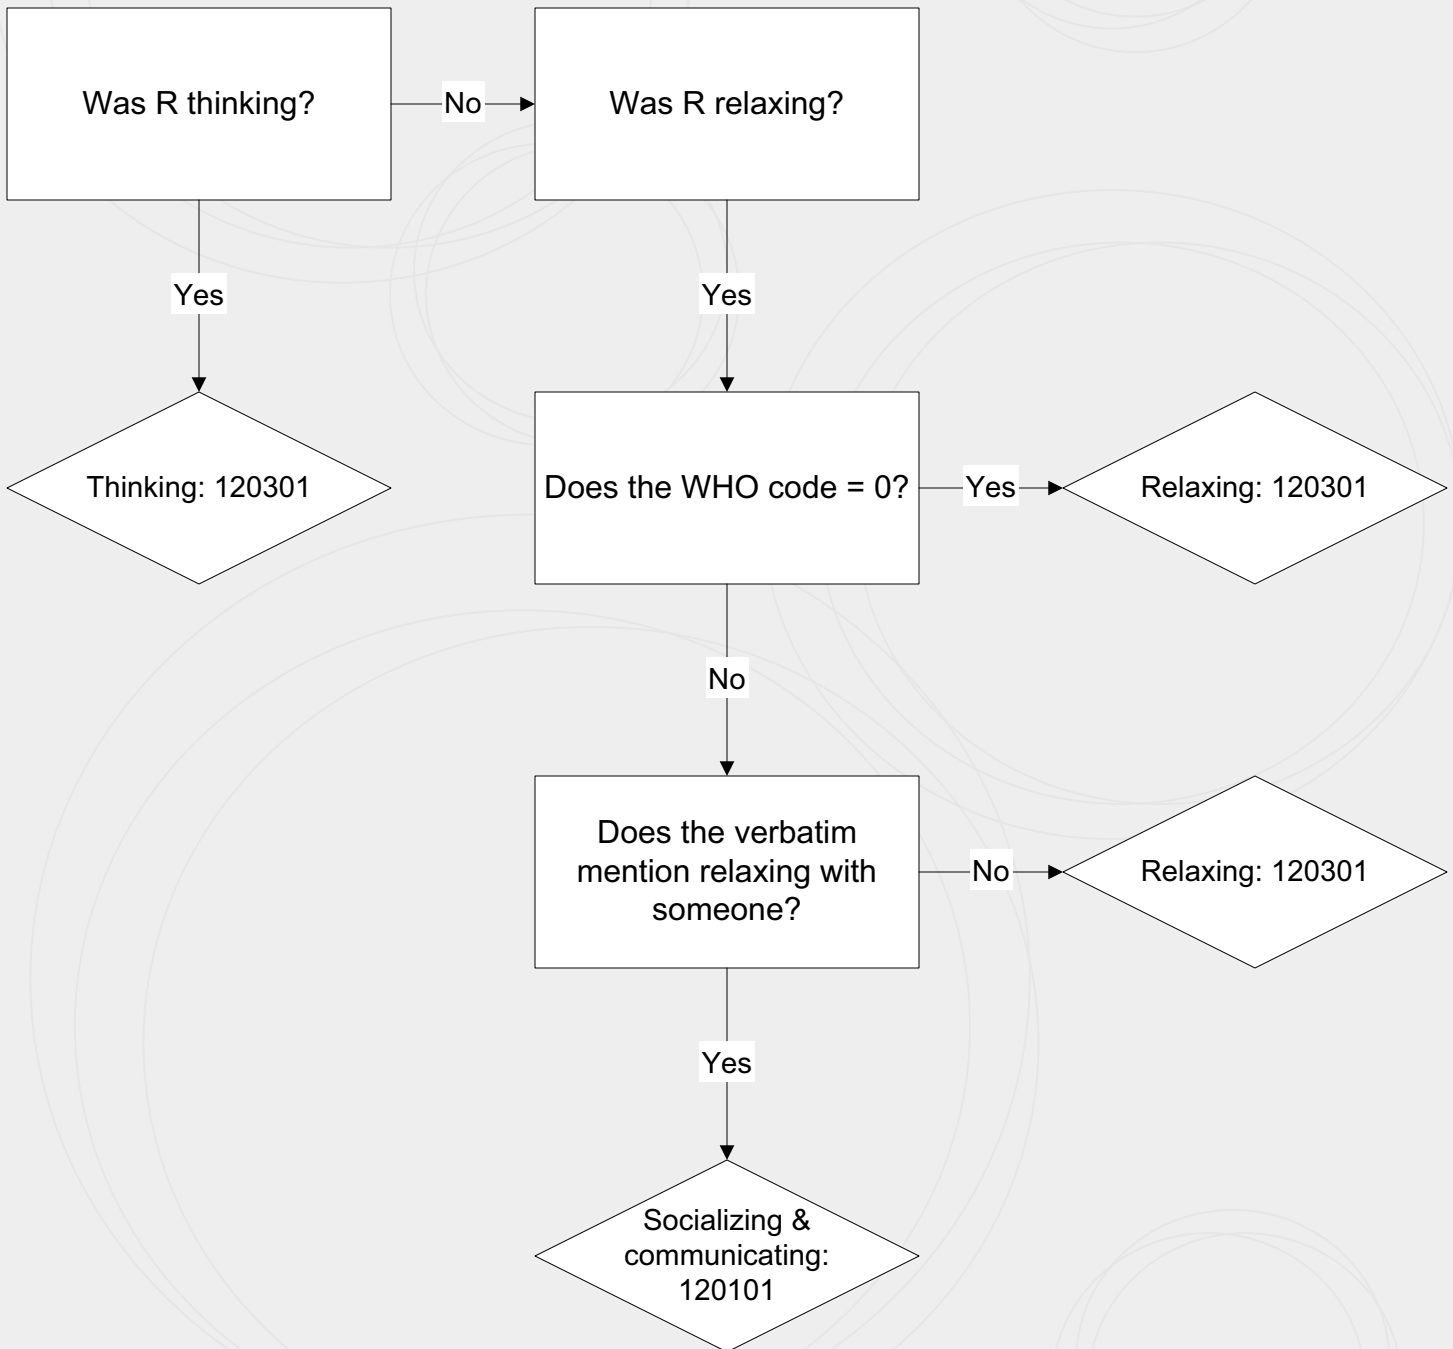 Was R thinking?
No
Was R relaxing?
Yes
Yes
Thinking: 120301
Does the WHO code = 0?
Yes
Relaxing: 120301
No
Does the verbatim
mention relaxing with
someone?
No
Relaxing: 120301
Yes
Socializing &
communicating:
120101